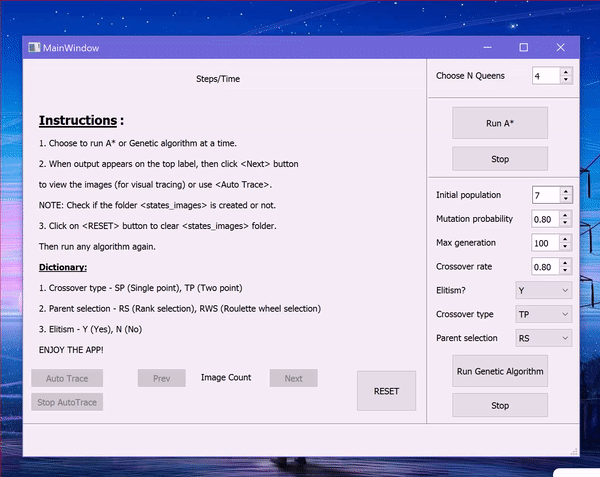 MainWindow
Steps/Time
Instructions :
1. Choose to run A* or Genetic algorithm at a time.
2. When output appears on the top label, then click <Next> button
to view the images (for visual tracing) or use <Auto Trace>.
NOTE: Check if the folder <states_images> is created or not.
3. Click on <RESET> button to clear <states_images> folder.
Then run any algorithm again.
Dictionary:
1. Crossover type - SP (Single point), TP (Two point)
2. Parent selection - RS (Rank selection), RWS (Roulette wheel selection)
3. Elitism - Y (Yes), N (No)
ENJOY THE APP!
Auto Trace
Prev
Image Count
Next
Stop AutoTrace
RESET
Choose N Queens 4
Run A*
Stop
Initial population 7
Mutation probability 0.80
Max generation 100
Crossover rate 0.80
Elitism? Y
Crossover type TP
Parent selection RS
Run Genetic Algorithm
Stop